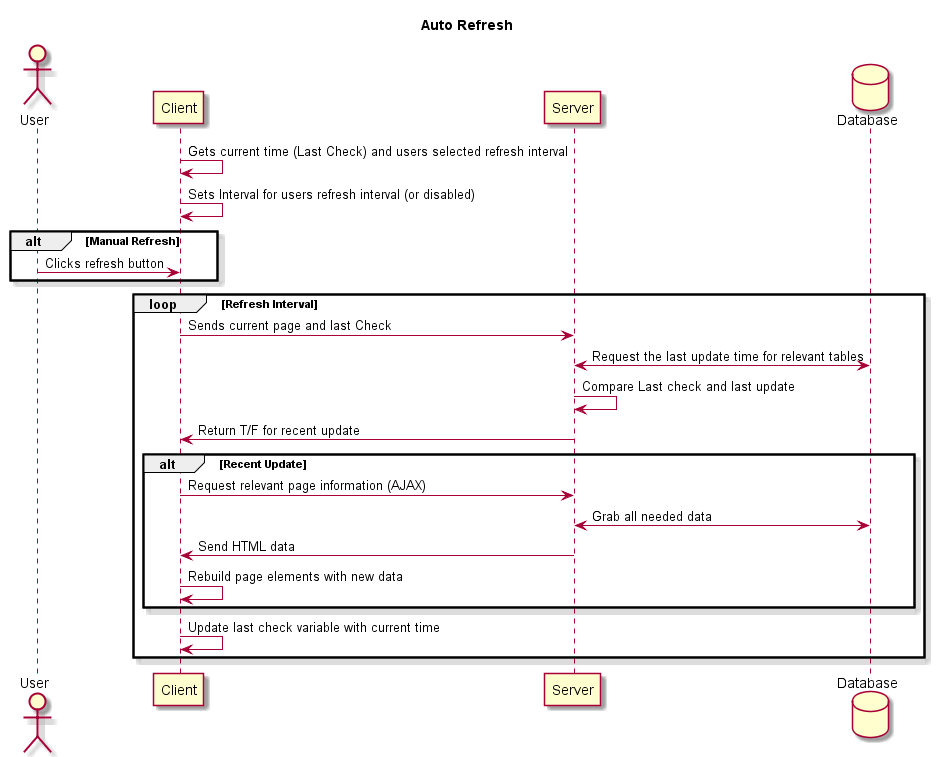 Auto Refresh
User
Client
Server
Database
Gets current time (Last Check) and users selected refresh interval
Sets Interval for users refresh interval (or disabled)
alt [Manual Refresh]
Clicks refresh button
loop [Refresh Interval]
Sends current page and last Check
Request the last update time for relevant tables
Compare Last check and last update
Return T/F for recent update
alt [Recent Update]
Request relevant page information (AJAX)
Grab all needed data
Send HTML data
Rebuild page elements with new data
Update last check variable with current time
User
Client
Server
Database